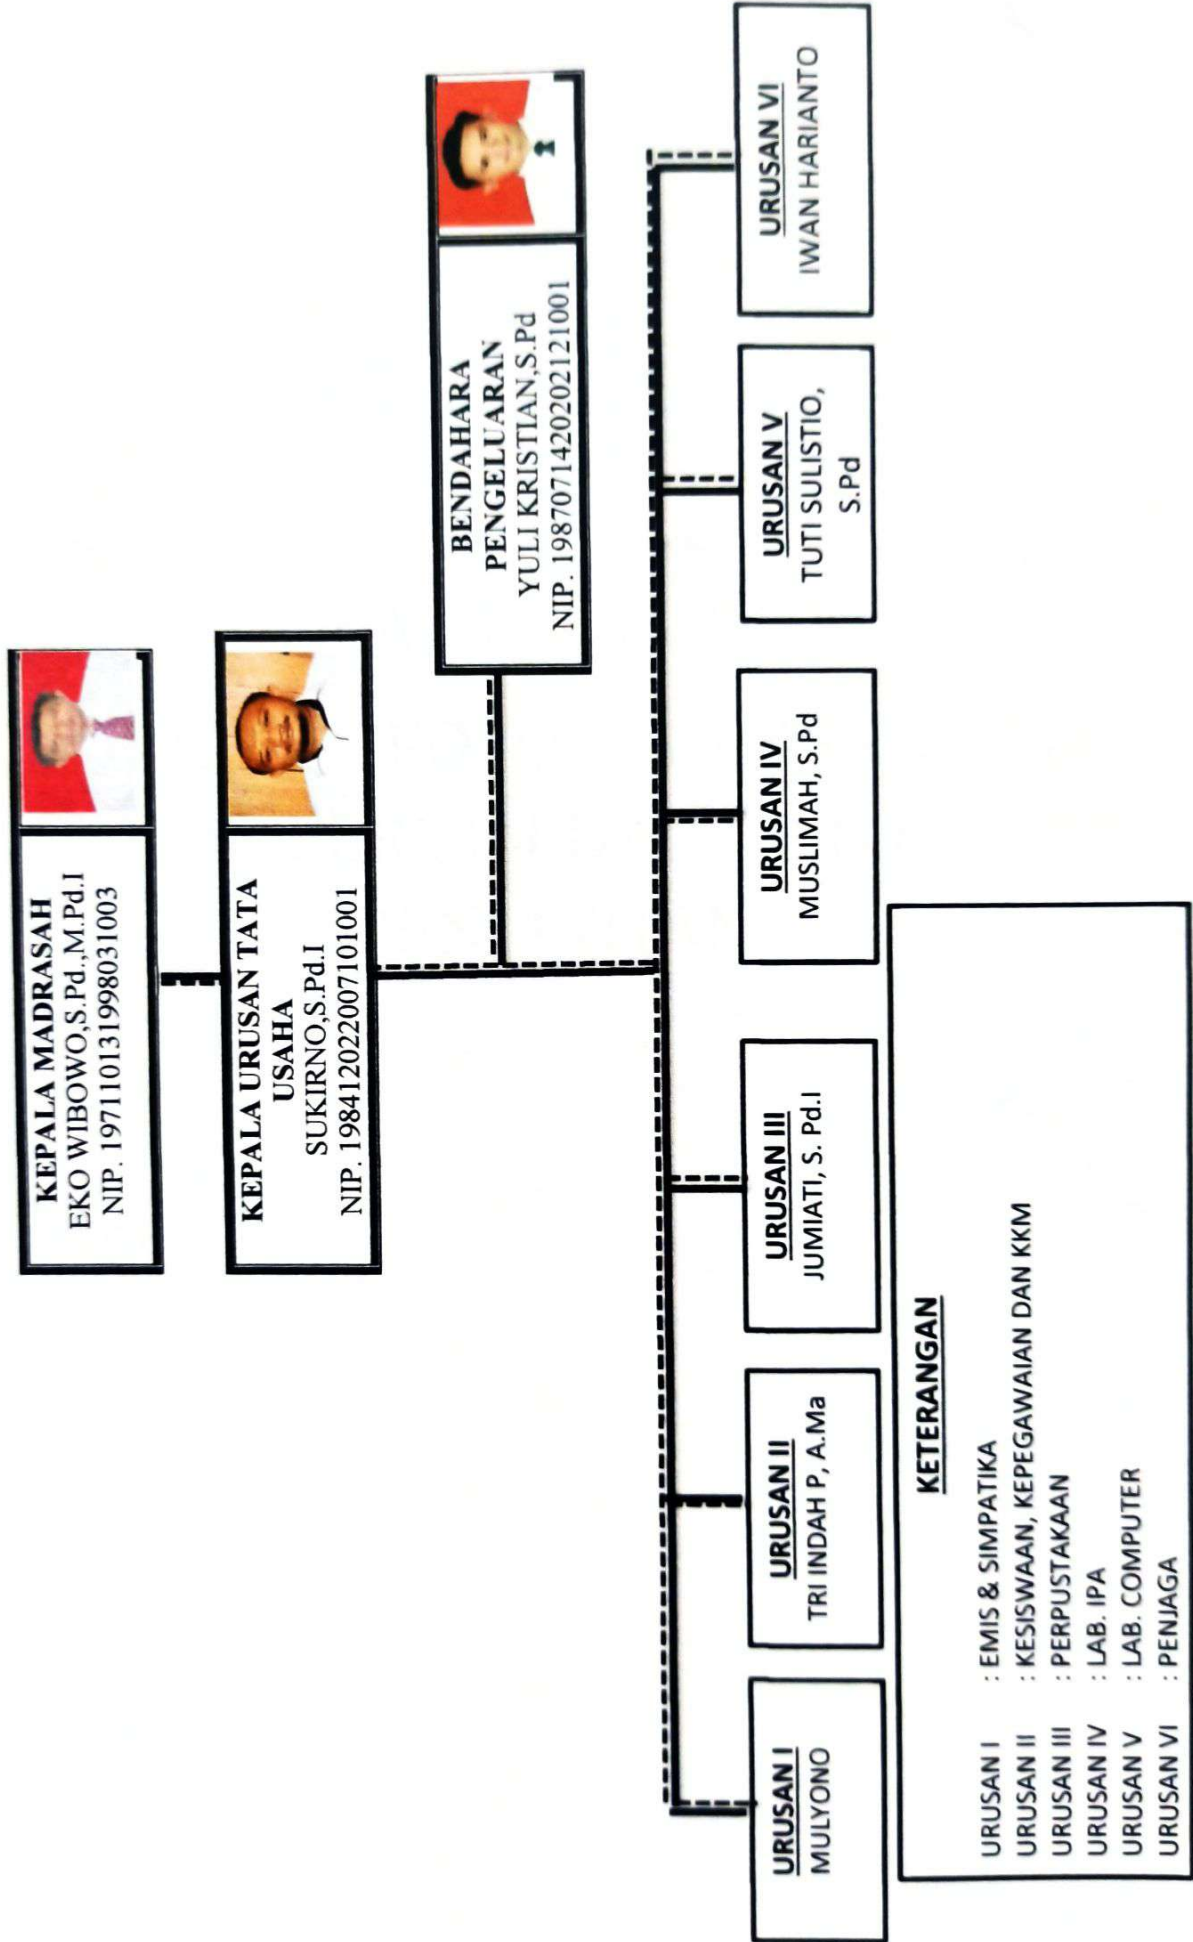 KEPALA MADRASAH
EKO WIBOWO,S.Pd.,M.Pd.I
NIP. 197110131998031003
KEPALA URUSAN TATA
USAHA
SUKIRNO,S.Pd.I
NIP. 198412022007101001
BENDAHARA
PENGELUARAN
YULI KRISTIAN,S.Pd
NIP. 198707142020121001
URUSAN I
MULYONO
URUSAN II
TRI INDAH P, A.Ma
URUSAN III
JUMIATI, S. Pd.I
URUSAN IV
MUSLIMAH, S.Pd
URUSAN V
TUTI SULISTIO,
S.Pd
URUSAN VI
IWAN HARIANTO
KETERANGAN
URUSAN I : EMIS & SIMPATIKA
URUSAN II : KESISWAAN, KEPEGAWAIAN DAN KKM
URUSAN III : PERPUSTAKAAN
URUSAN IV : LAB. IPA
URUSAN V : LAB. COMPUTER
URUSAN VI : PENJAGA